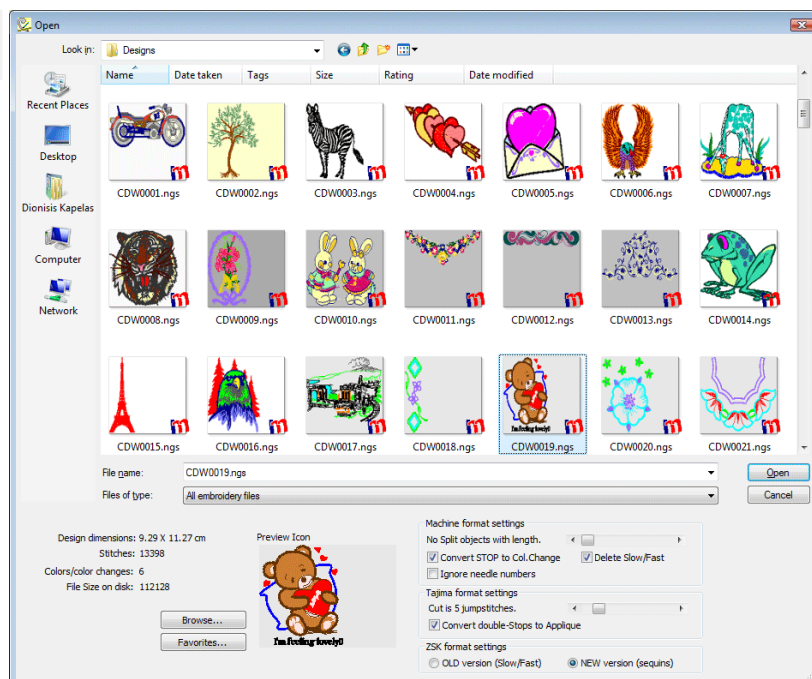 Open
Look in:
Designs
Name Date taken Tags Size Rating Date modified
Recent Places
Desktop
Dionisis Kapelas
Computer
Network
CDW0001.ngs CDW0002.ngs CDW0003.ngs CDW0004.ngs CDW0005.ngs CDW0006.ngs CDW0007.ngs
CDW0008.ngs CDW0009.ngs CDW0010.ngs CDW0011.ngs CDW0012.ngs CDW0013.ngs CDW0014.ngs
I'm feeling lovely!!
CDW0015.ngs CDW0016.ngs CDW0017.ngs CDW0018.ngs CDW0019.ngs CDW0020.ngs CDW0021.ngs
File name: CDW0019.ngs Open
Files of type: All embroidery files Cancel
Design dimensions: 9.29 X 11.27 cm
Stitches: 13398
Colors/color changes: 6
File Size on disk: 112128
Browse...
Favorites...
Preview Icon
I'm feeling lovely!!
Machine format settings
No Split objects with length.
Convert STOP to Col.Change Delete Slow/Fast
Ignore needle numbers
Tajima format settings
Cut is 5 jumpstitches.
Convert double-Stops to Applique
ZSK format settings
OLD version (Slow/Fast) NEW version (sequins)